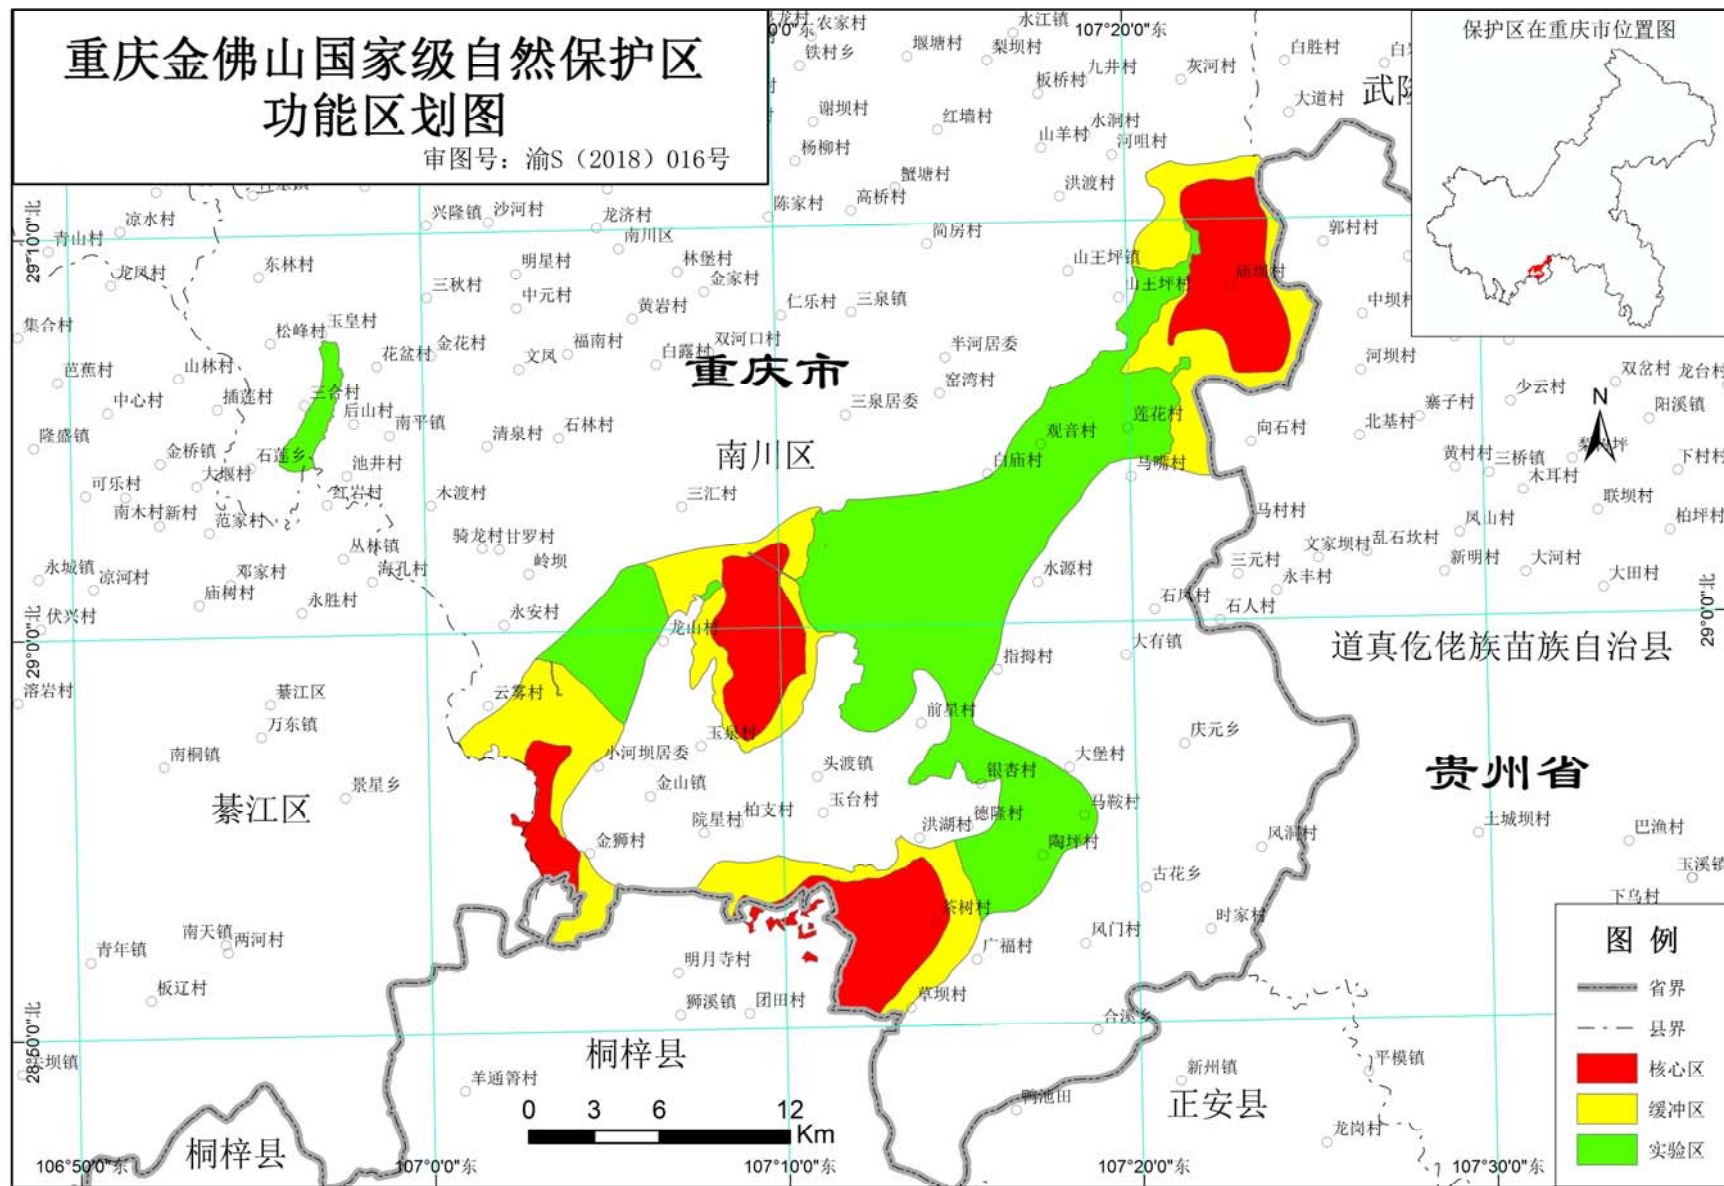 重庆金佛山国家级自然保护区
功能区划图
审图号：渝S（2018）016号
农家村
水江镇
107°20'0"东
铁村乡
堰塘村
梨坝村
九井村
灰河村
白胜村
板桥村
大道村
谢坝村
红墙村
水洞村
山羊村
河咀村
杨柳村
蟹塘村
洪渡村
陈家村
高桥村
保护区在重庆市位置图
29°10'0"北
凉水村
青山村
兴隆镇
沙河村
龙济村
南川区
简房村
郭村村
龙凤村
东林村
明星村
林堡村
金家村
山王坪镇
山王坪村
庙坝村
三秋村
中元村
黄岩村
仁乐村
三泉镇
中坝村
集合村
松峰村
玉皇村
花盆村
金花村
文凤
福南村
双河口村
白露村
重庆市
半河居委
窑湾村
河坝村
芭蕉村
山林村
双岔村
龙台村
中心村
插莲村
三合村
后山村
南平镇
三泉居委
莲花村
少云村
寨子村
阳溪镇
N
隆盛镇
金桥镇
石莲乡
清泉村
石林村
观音村
向石村
北基村
南川区
白庙村
马嘴村
黄村村
三桥镇
木耳村
下村村
可乐村
大堰村
池井村
南木村
新村
范家村
红岩村
木渡村
三汇村
马村村
联坝村
柏坪村
凤山村
丛林镇
骑龙村
甘罗村
岭坝
文家坝村
乱石坎村
永城镇
凉河村
邓家村
海孔村
水源村
三元村
永丰村
新明村
大河村
大田村
庙树村
永胜村
永安村
石凤村
石人村
伏兴村
29°0'0"北
29°0'0"北
龙山村
大有镇
道真仡佬族苗族自治县
指拇村
溶岩村
綦江区
云雾村
万东镇
玉泉村
前星村
庆元乡
南桐镇
小河坝居委
大堡村
景星乡
金山镇
头渡镇
银杏村
贵州省
綦江区
柏支村
玉台村
德隆村
马鞍村
院星村
洪湖村
土城坝村
巴渔村
金狮村
陶坪村
风洞村
玉溪镇
古花乡
下乌村
茶树村
时家村
南天镇
两河村
青年镇
广福村
风门村
明月寺村
板辽村
狮溪镇
团田村
草坝村
合溪乡
28°50'0"北
坝镇
桐梓县
羊通箐村
新州镇
平模镇
鸭池田
正安县
龙岗村
桐梓县
0 3 6 12
Km
图 例
省界
县界
核心区
缓冲区
实验区
106°50'0"东
107°0'0"东
107°10'0"东
107°20'0"东
107°30'0"东